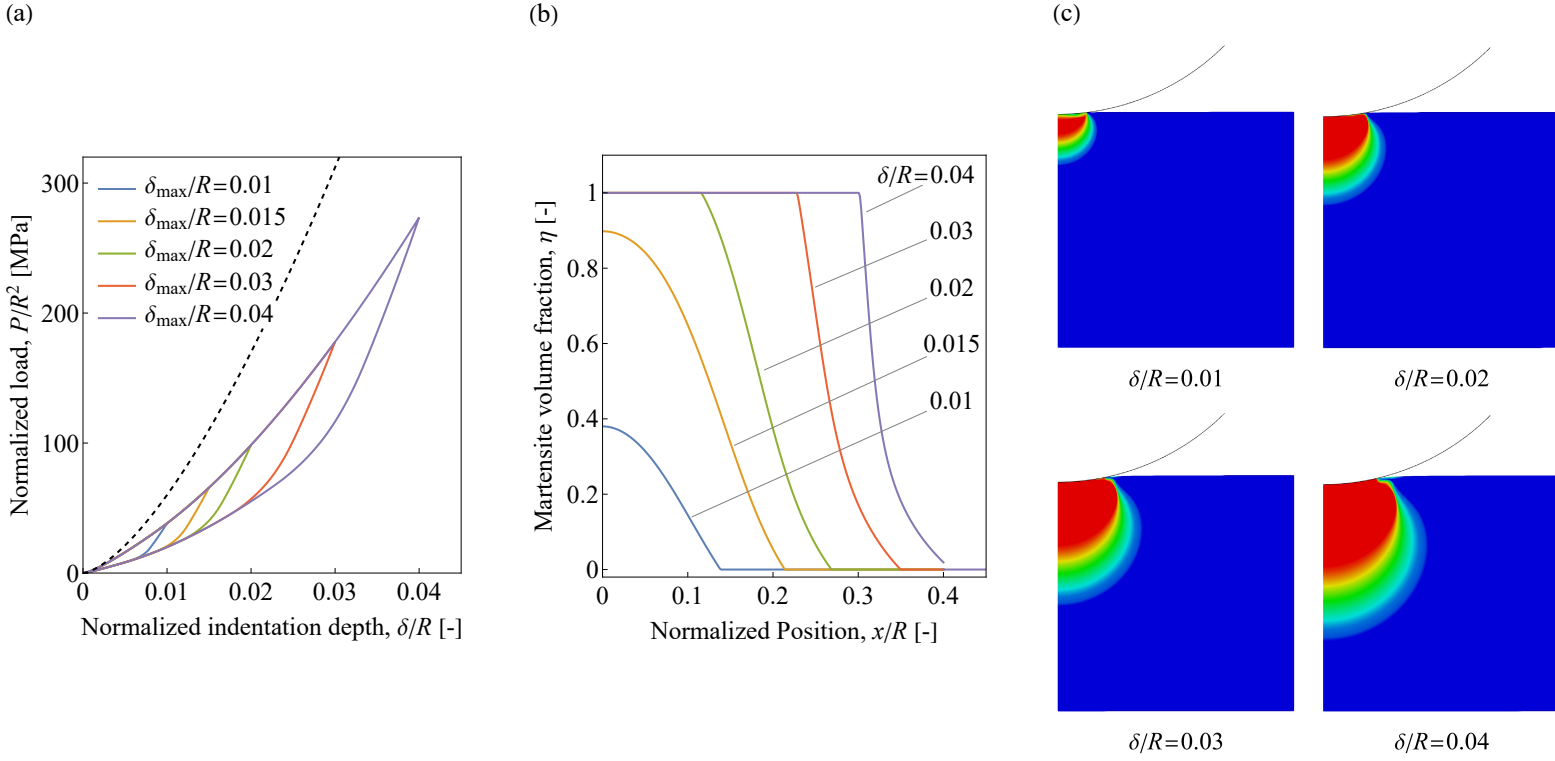 (a)
(b)
(c)
Normalized load, P/R² [MPa]
300
200
100
0
δmax/R=0.01
δmax/R=0.015
δmax/R=0.02
δmax/R=0.03
δmax/R=0.04
0 0.01 0.02 0.03 0.04
Normalized indentation depth, δ/R [-]
Martensite volume fraction, η [-]
1
0.8
0.6
0.4
0.2
0
δ/R=0.04
0.03
0.02
0.015
0.01
0 0.1 0.2 0.3 0.4
Normalized Position, x/R [-]
δ/R=0.01
δ/R=0.02
δ/R=0.03
δ/R=0.04